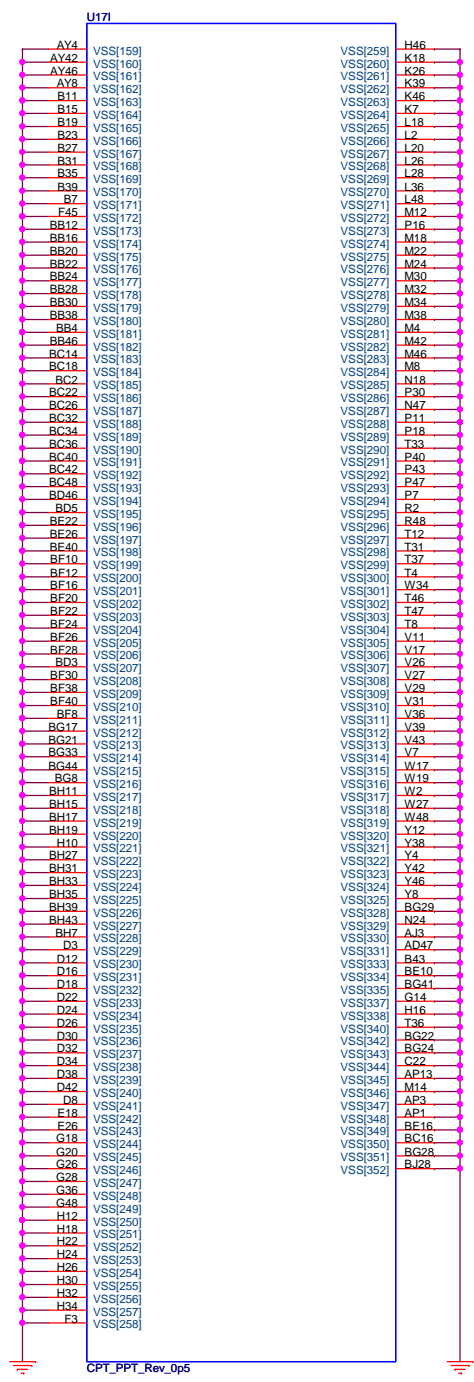 U17I
AY4 VSS[159] VSS[259] H46
AY42 VSS[160] VSS[260] K18
AY46 VSS[161] VSS[261] K26
AY8 VSS[162] VSS[262] K39
B11 VSS[163] VSS[263] K46
B15 VSS[164] VSS[264] K7
B19 VSS[165] VSS[265] L18
B23 VSS[166] VSS[266] L2
B27 VSS[167] VSS[267] L20
B31 VSS[168] VSS[268] L26
B35 VSS[169] VSS[269] L28
B39 VSS[170] VSS[270] L36
B7 VSS[171] VSS[271] L48
F45 VSS[172] VSS[272] M12
BB12 VSS[173] VSS[273] P16
BB16 VSS[174] VSS[274] M18
BB20 VSS[175] VSS[275] M22
BB22 VSS[176] VSS[276] M24
BB24 VSS[177] VSS[277] M30
BB28 VSS[178] VSS[278] M32
BB30 VSS[179] VSS[279] M34
BB38 VSS[180] VSS[280] M38
BB4 VSS[181] VSS[281] M4
BB46 VSS[182] VSS[282] M42
BC14 VSS[183] VSS[283] M46
BC18 VSS[184] VSS[284] M8
BC2 VSS[185] VSS[285] N18
BC22 VSS[186] VSS[286] P30
BC26 VSS[187] VSS[287] N47
BC32 VSS[188] VSS[288] P11
BC34 VSS[189] VSS[289] P18
BC36 VSS[190] VSS[290] T33
BC40 VSS[191] VSS[291] P40
BC42 VSS[192] VSS[292] P43
BC48 VSS[193] VSS[293] P47
BD46 VSS[194] VSS[294] P7
BD5 VSS[195] VSS[295] R2
BE22 VSS[196] VSS[296] R48
BE26 VSS[197] VSS[297] T12
BE40 VSS[198] VSS[298] T31
BF10 VSS[199] VSS[299] T37
BF12 VSS[200] VSS[300] T4
BF16 VSS[201] VSS[301] W34
BF20 VSS[202] VSS[302] T46
BF22 VSS[203] VSS[303] T47
BF24 VSS[204] VSS[304] T8
BF26 VSS[205] VSS[305] V11
BF28 VSS[206] VSS[306] V17
BD3 VSS[207] VSS[307] V26
BF30 VSS[208] VSS[308] V27
BF38 VSS[209] VSS[309] V29
BF40 VSS[210] VSS[310] V31
BF8 VSS[211] VSS[311] V36
BG17 VSS[212] VSS[312] V39
BG21 VSS[213] VSS[313] V43
BG33 VSS[214] VSS[314] V7
BG44 VSS[215] VSS[315] W17
BG8 VSS[216] VSS[316] W19
BH11 VSS[217] VSS[317] W2
BH15 VSS[218] VSS[318] W27
BH17 VSS[219] VSS[319] W48
BH19 VSS[220] VSS[320] Y12
H10 VSS[221] VSS[321] Y38
BH27 VSS[222] VSS[322] Y4
BH31 VSS[223] VSS[323] Y42
BH33 VSS[224] VSS[324] Y46
BH35 VSS[225] VSS[325] Y8
BH39 VSS[226] VSS[328] BG29
BH43 VSS[227] VSS[329] N24
BH7 VSS[228] VSS[330] AJ3
D3 VSS[229] VSS[331] AD47
D12 VSS[230] VSS[333] B43
D16 VSS[231] VSS[334] BE10
D18 VSS[232] VSS[335] BG41
D22 VSS[233] VSS[337] G14
D24 VSS[234] VSS[338] H16
D26 VSS[235] VSS[340] T36
D30 VSS[236] VSS[342] BG22
D32 VSS[237] VSS[343] BG24
D34 VSS[238] VSS[344] C22
D38 VSS[239] VSS[345] AP13
D42 VSS[240] VSS[346] M14
D8 VSS[241] VSS[347] AP3
E18 VSS[242] VSS[348] AP1
E26 VSS[243] VSS[349] BE16
G18 VSS[244] VSS[350] BC16
G20 VSS[245] VSS[351] BG28
G26 VSS[246] VSS[352] BJ28
G28 VSS[247]
G36 VSS[248]
G48 VSS[249]
H12 VSS[250]
H18 VSS[251]
H22 VSS[252]
H24 VSS[253]
H26 VSS[254]
H30 VSS[255]
H32 VSS[256]
H34 VSS[257]
F3 VSS[258]
CPT_PPT_Rev_0p5